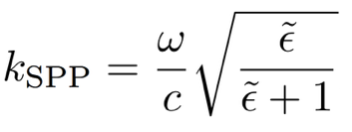 k_SPP = ω/c √(ϵ̃/(ϵ̃ + 1))